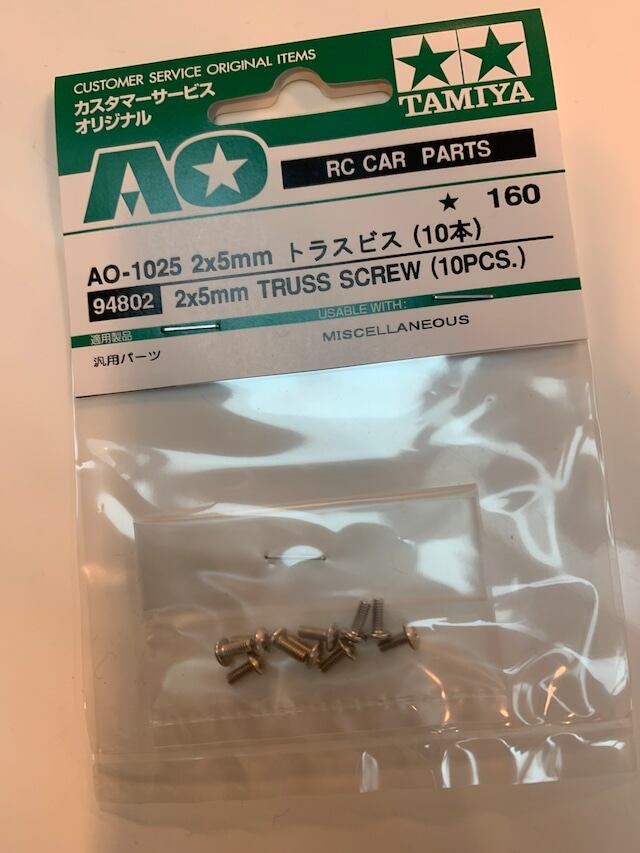 CUSTOMER SERVICE ORIGINAL ITEMS
カスタマーサービス
オリジナル
TAMIYA
AO
RC CAR PARTS
★ 160
AO-1025 2x5mm トラスビス (10本)
94802 2x5mm TRUSS SCREW (10PCS.)
適用製品
USABLE WITH:
汎用パーツ
MISCELLANEOUS